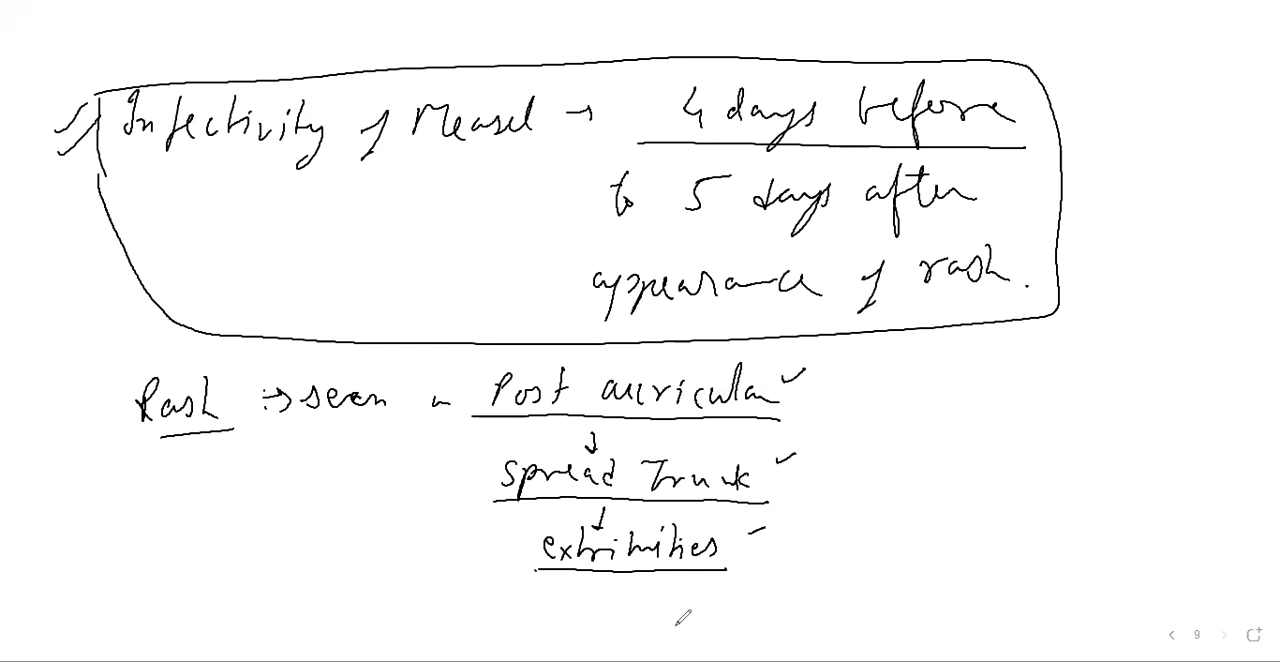 Infectivity of Measel → 4 days before
to 5 days after
appearance of rash.
Rash ⇒ seen in Post auricular ✓
↓
spread Trunk ✓
↓
extrimities ✓
9